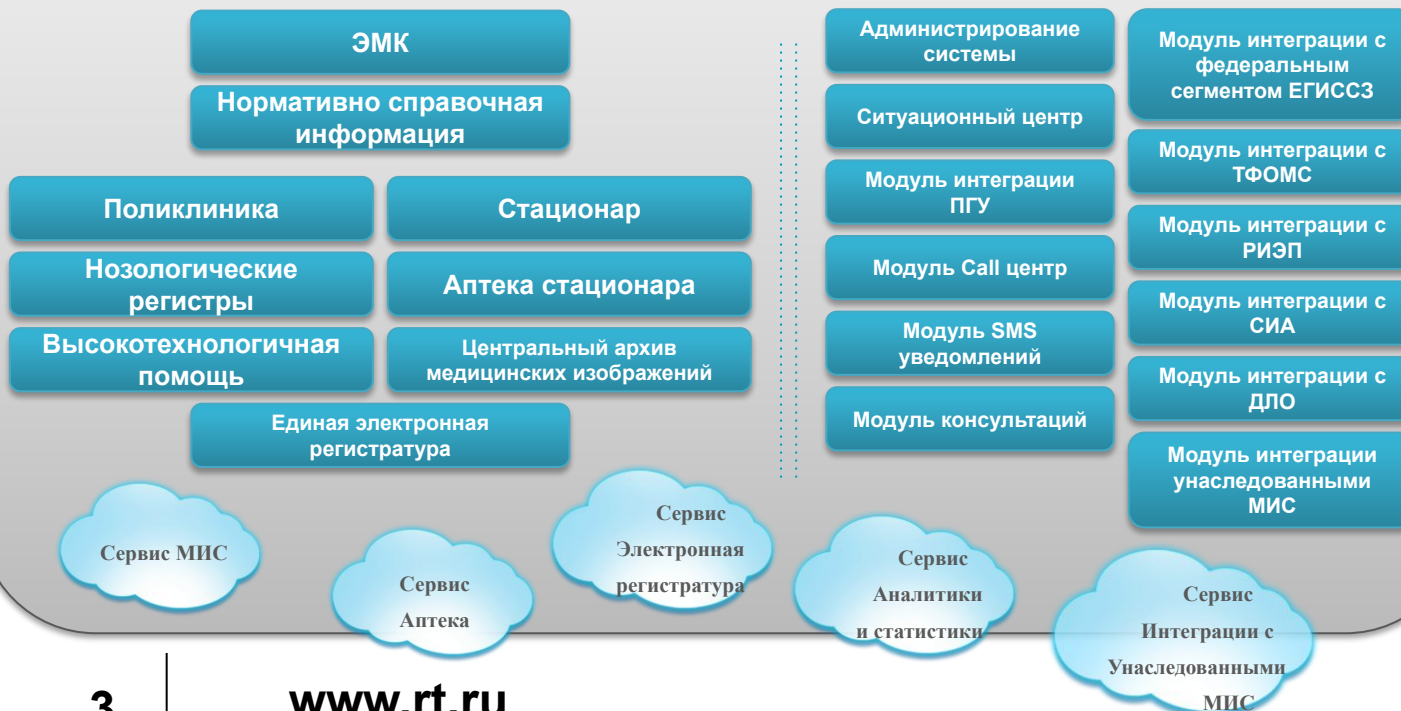 ЭМК
Нормативно справочная
информация
Поликлиника
Стационар
Нозологические
регистры
Аптека стационара
Высокотехнологичная
помощь
Центральный архив
медицинских изображений
Единая электронная
регистратура
Администрирование
системы
Ситуационный центр
Модуль интеграции
ПГУ
Модуль Call центр
Модуль SMS
уведомлений
Модуль консультаций
Модуль интеграции с
федеральным
сегментом ЕГИССЗ
Модуль интеграции с
ТФОМС
Модуль интеграции с
РИЭП
Модуль интеграции с
СИА
Модуль интеграции с
ДЛО
Модуль интеграции
унаследованными
МИС
Сервис МИС
Сервис
Аптека
Сервис
Электронная
регистратура
Сервис
Аналитики
и статистики
Сервис
Интеграции с
Унаследованными
МИС
3
www.rt.ru